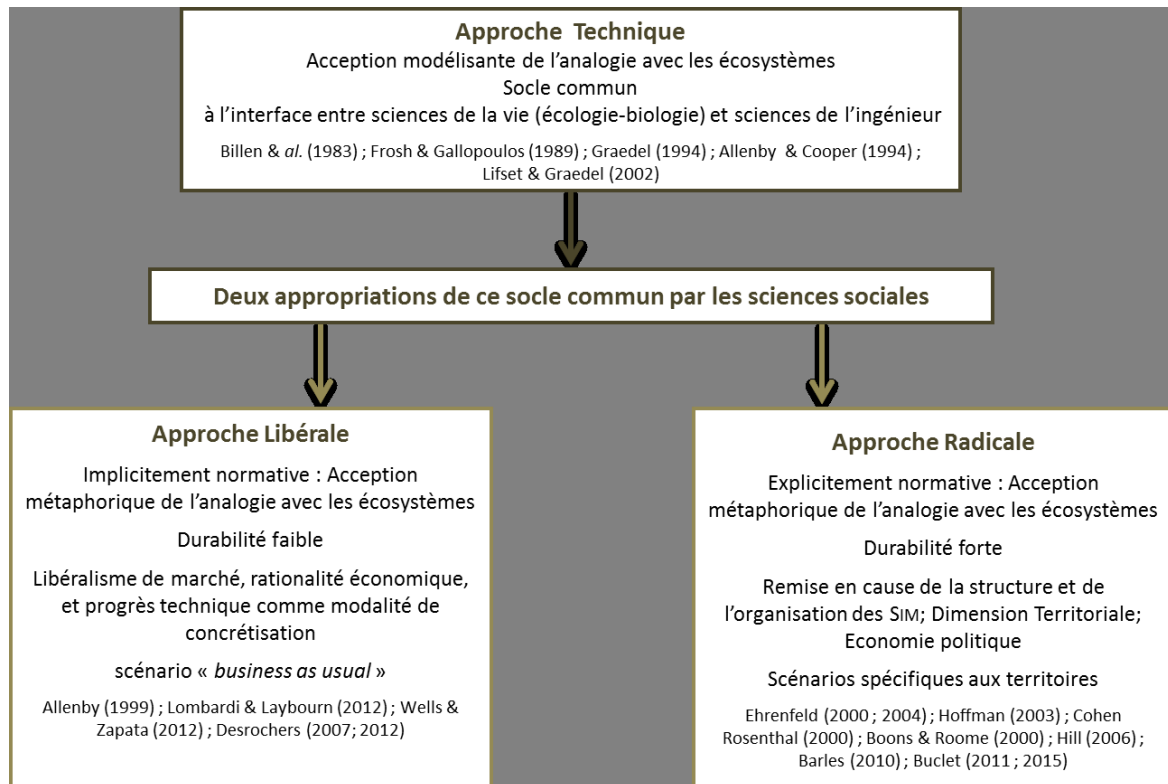 Approche Technique
Acception modélisante de l'analogie avec les écosystèmes
Socle commun
à l'interface entre sciences de la vie (écologie-biologie) et sciences de l'ingénieur
Billen & al. (1983) ; Frosh & Gallopoulos (1989) ; Graedel (1994) ; Allenby & Cooper (1994) ;
Lifset & Graedel (2002)
Deux appropriations de ce socle commun par les sciences sociales
Approche Libérale
Implicitement normative : Acception
métaphorique de l'analogie avec les écosystèmes
Durabilité faible
Libéralisme de marché, rationalité économique,
et progrès technique comme modalité de
concrétisation
scénario « business as usual »
Allenby (1999) ; Lombardi & Laybourn (2012) ; Wells &
Zapata (2012) ; Desrochers (2007; 2012)
Approche Radicale
Explicitement normative : Acception
métaphorique de l'analogie avec les écosystèmes
Durabilité forte
Remise en cause de la structure et de
l'organisation des SIM; Dimension Territoriale;
Economie politique
Scénarios spécifiques aux territoires
Ehrenfeld (2000 ; 2004) ; Hoffman (2003) ; Cohen
Rosenthal (2000) ; Boons & Roome (2000) ; Hill (2006) ;
Barles (2010) ; Buclet (2011 ; 2015)